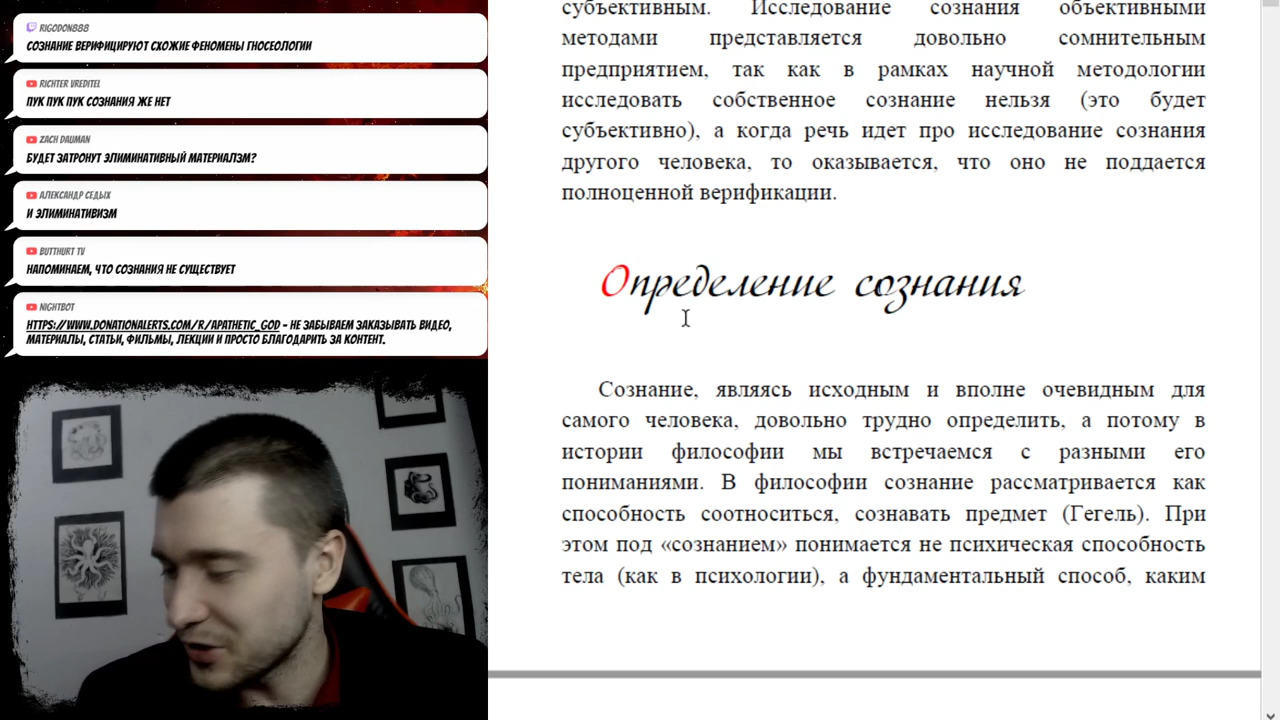 RIGODON888
СОЗНАНИЕ ВЕРИФИЦИРУЮТ СХОЖИЕ ФЕНОМЕНЫ ГНОСЕОЛОГИИ
RICHTER VREDITEL
ПУК ПУК ПУК СОЗНАНИЯ ЖЕ НЕТ
ZACH DAUMAN
БУДЕТ ЗАТРОНУТ ЭЛИМИНАТИВНЫЙ МАТЕРИАЛЗМ?
АЛЕКСАНДР СЕДЫХ
И ЭЛИМИНАТИВИЗМ
BUTTHURT TV
НАПОМИНАЕМ, ЧТО СОЗНАНИЯ НЕ СУЩЕСТВУЕТ
NIGHTBOT
HTTPS://WWW.DONATIONALERTS.COM/R/APATHETIC_GOD - НЕ ЗАБЫВАЕМ ЗАКАЗЫВАТЬ ВИДЕО,
МАТЕРИАЛЫ, СТАТЬИ, ФИЛЬМЫ, ЛЕКЦИИ И ПРОСТО БЛАГОДАРИТЬ ЗА КОНТЕНТ.
субъективным. Исследование сознания объективными
методами представляется довольно сомнительным
предприятием, так как в рамках научной методологии
исследовать собственное сознание нельзя (это будет
субъективно), а когда речь идет про исследование сознания
другого человека, то оказывается, что оно не поддается
полноценной верификации.
Определение сознания
Сознание, являясь исходным и вполне очевидным для
самого человека, довольно трудно определить, а потому в
истории философии мы встречаемся с разными его
пониманиями. В философии сознание рассматривается как
способность соотноситься, сознавать предмет (Гегель). При
этом под «сознанием» понимается не психическая способность
тела (как в психологии), а фундаментальный способ, каким